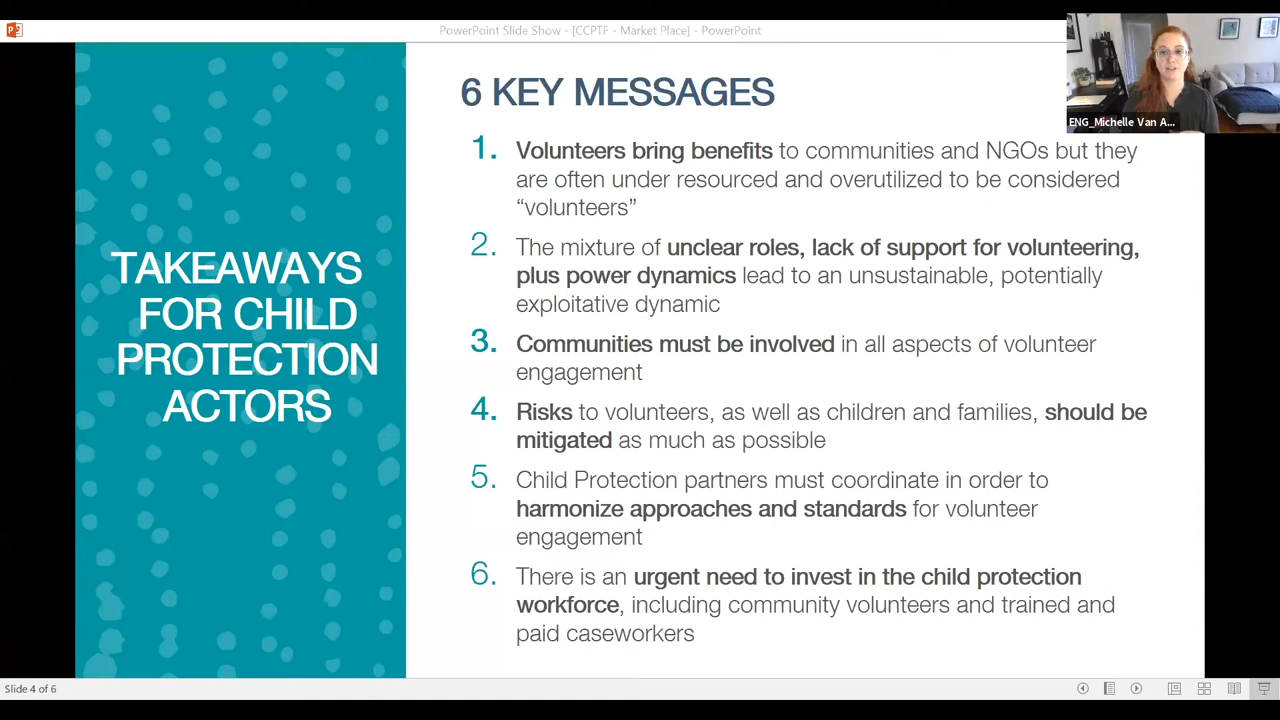 PowerPoint Slide Show - [CCPTF - Market Place] - PowerPoint
ENG_Michelle Van A...
TAKEAWAYS
FOR CHILD
PROTECTION
ACTORS
6 KEY MESSAGES
1. Volunteers bring benefits to communities and NGOs but they
are often under resourced and overutilized to be considered
“volunteers”
2. The mixture of unclear roles, lack of support for volunteering,
plus power dynamics lead to an unsustainable, potentially
exploitative dynamic
3. Communities must be involved in all aspects of volunteer
engagement
4. Risks to volunteers, as well as children and families, should be
mitigated as much as possible
5. Child Protection partners must coordinate in order to
harmonize approaches and standards for volunteer
engagement
6. There is an urgent need to invest in the child protection
workforce, including community volunteers and trained and
paid caseworkers
Slide 4 of 6